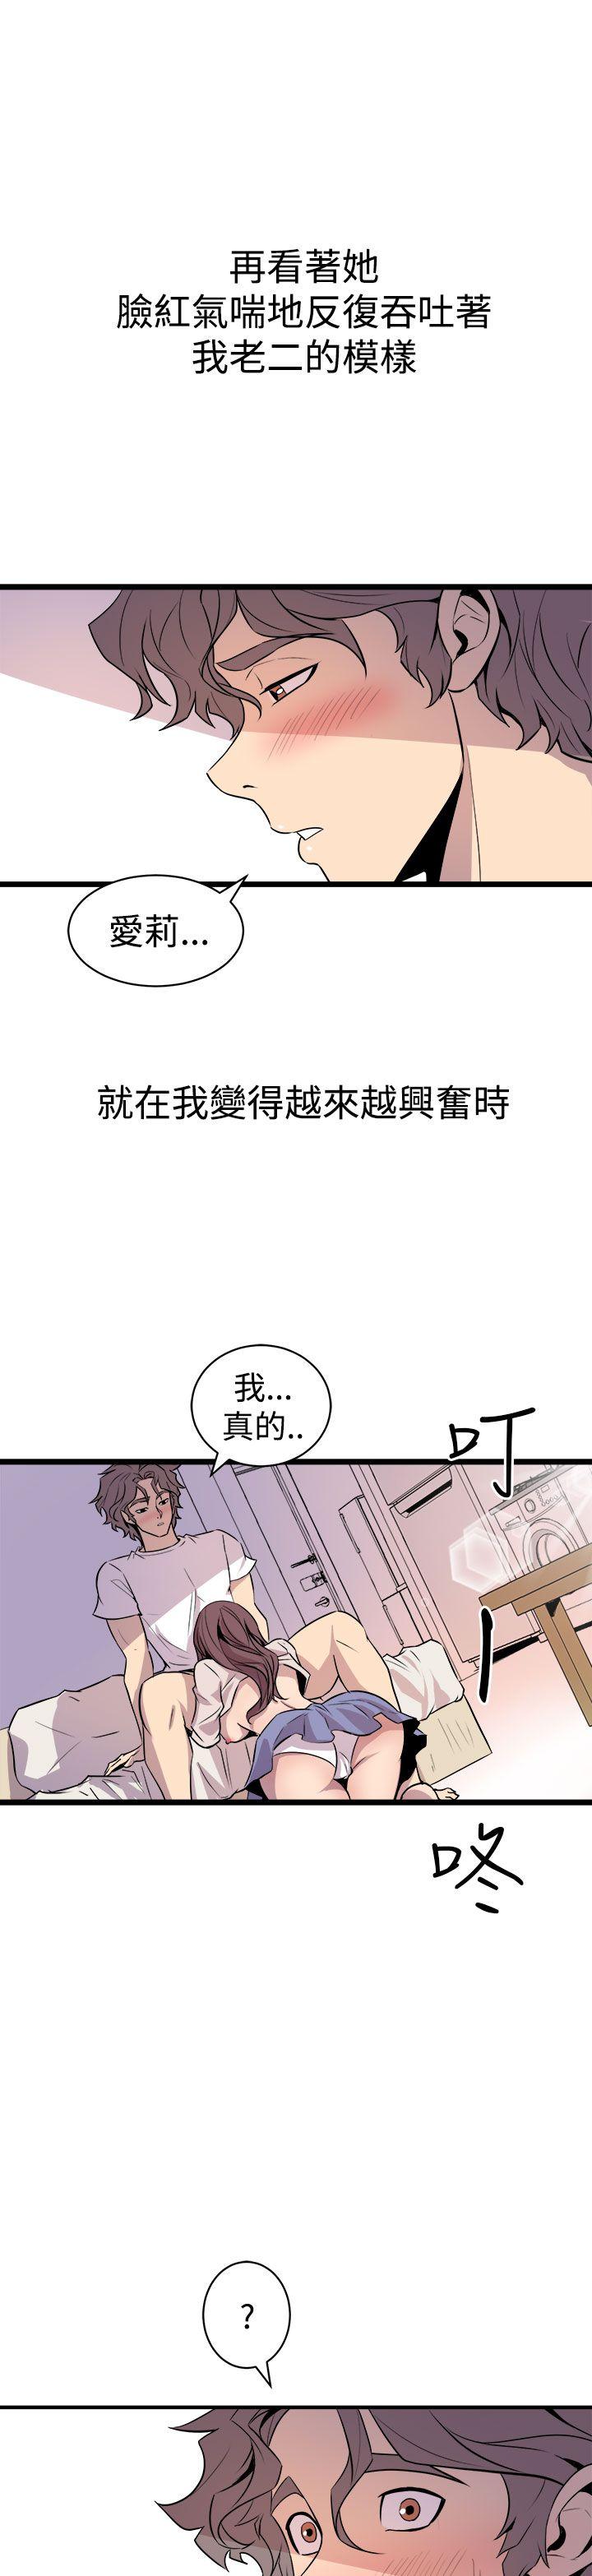 再看著她
臉紅氣喘地反復吞吐著
我老二的模樣
愛莉...
就在我變得越來越興奮時
我...
真的..
叮
咚
?